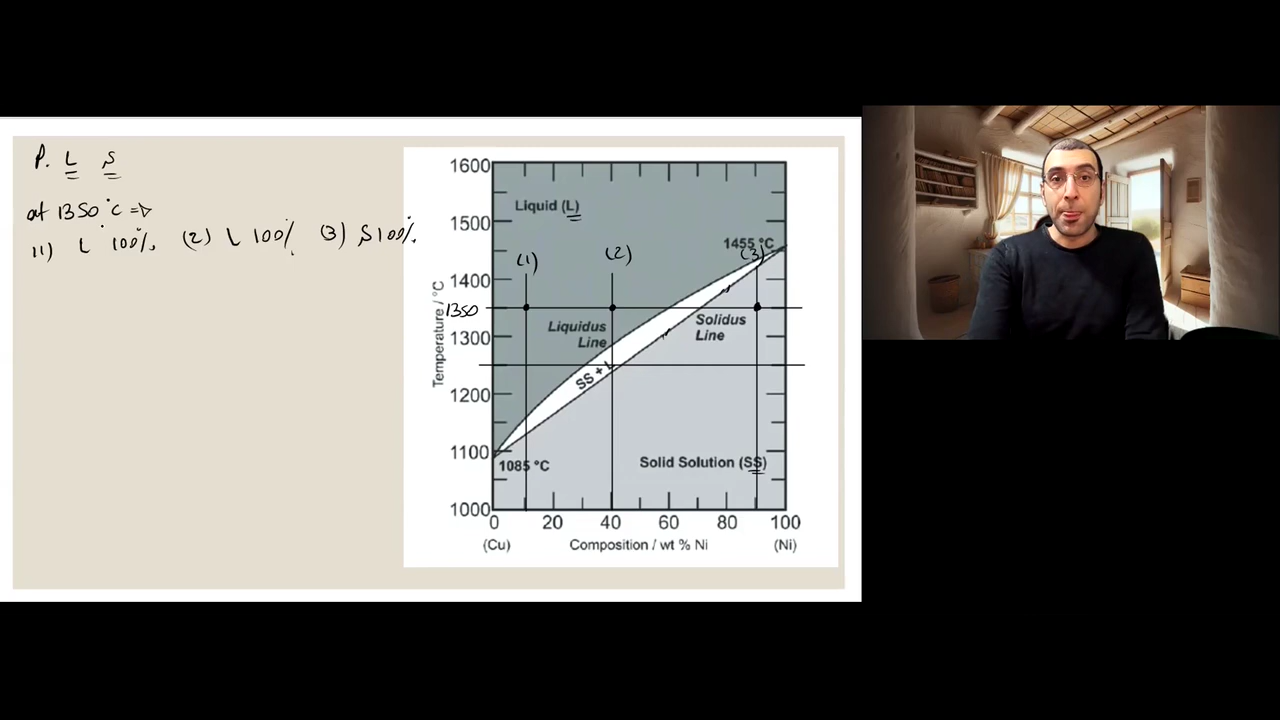 P. L S
at 1350°C ⇒
(1) L 100% (2) L 100% (3) S 100%
1600
Liquid (L)
1500
1455 °C
(1) (2) (3)
1400
1350
Temperature / °C
Liquidus
Line
Solidus
Line
1300
SS + L
1200
1100
1085 °C
Solid Solution (SS)
1000
0 20 40 60 80 100
(Cu) Composition / wt % Ni (Ni)